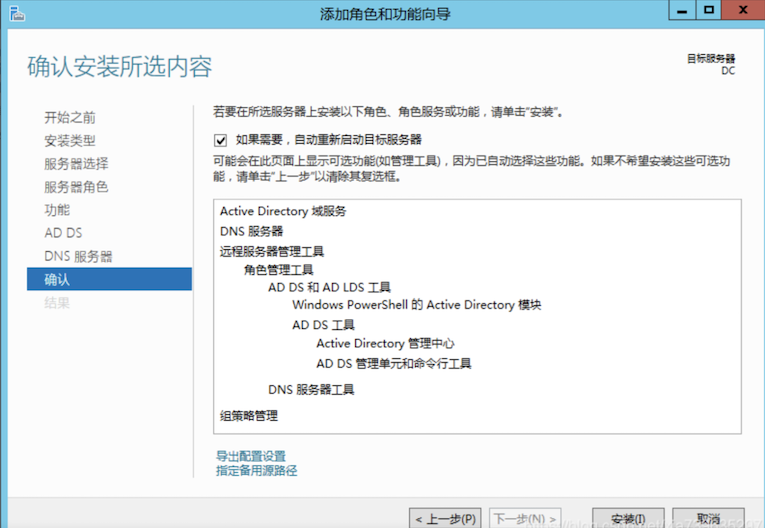 添加角色和功能向导
确认安装所选内容
目标服务器
DC
开始之前
安装类型
服务器选择
服务器角色
功能
AD DS
DNS 服务器
确认
结果
若要在所选服务器上安装以下角色、角色服务或功能，请单击"安装"。
如果需要，自动重新启动目标服务器
可能会在此页面上显示可选功能(如管理工具)，因为已自动选择这些功能。如果不希望安装这些可选功
能，请单击"上一步"以清除其复选框。
Active Directory 域服务
DNS 服务器
远程服务器管理工具
角色管理工具
AD DS 和 AD LDS 工具
Windows PowerShell 的 Active Directory 模块
AD DS 工具
Active Directory 管理中心
AD DS 管理单元和命令行工具
DNS 服务器工具
组策略管理
导出配置设置
指定备用源路径
< 上一步(P)
下一步(N) >
安装(I)
取消